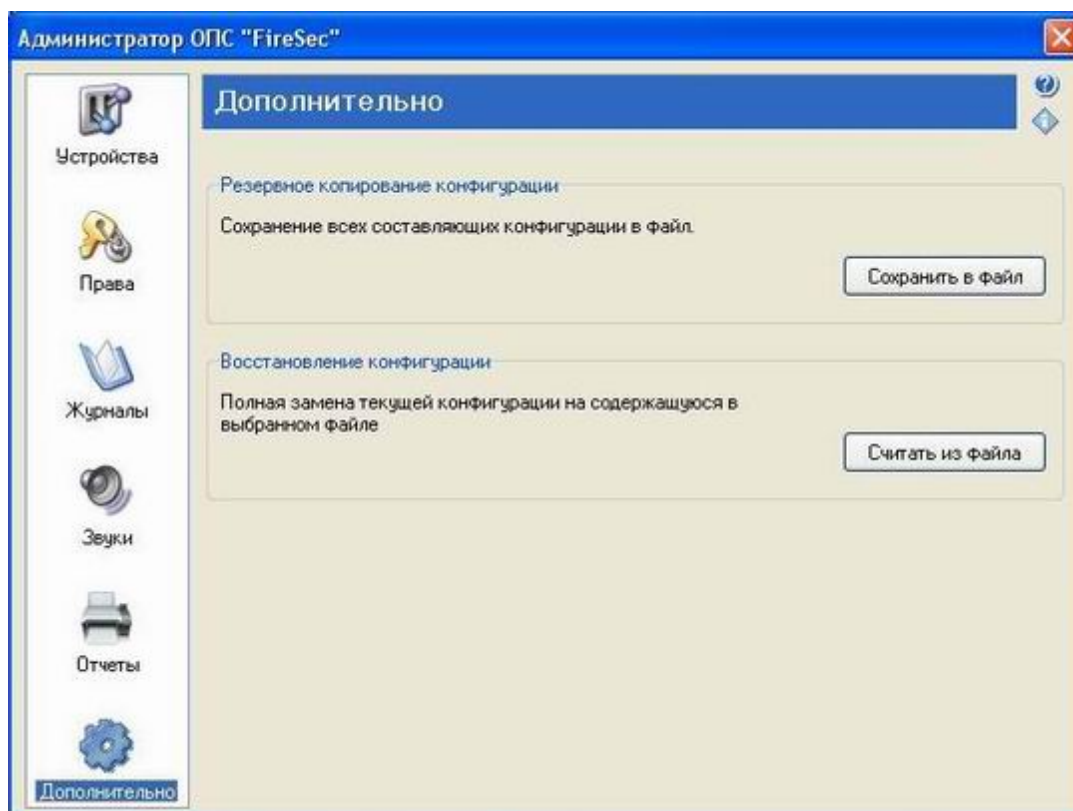 Администратор ОПС "FireSec"
Устройства
Права
Журналы
Звуки
Отчеты
Дополнительно
Дополнительно
Резервное копирование конфигурации
Сохранение всех составляющих конфигурации в файл.
Сохранить в файл
Восстановление конфигурации
Полная замена текущей конфигурации на содержащуюся в
выбранном файле
Считать из файла